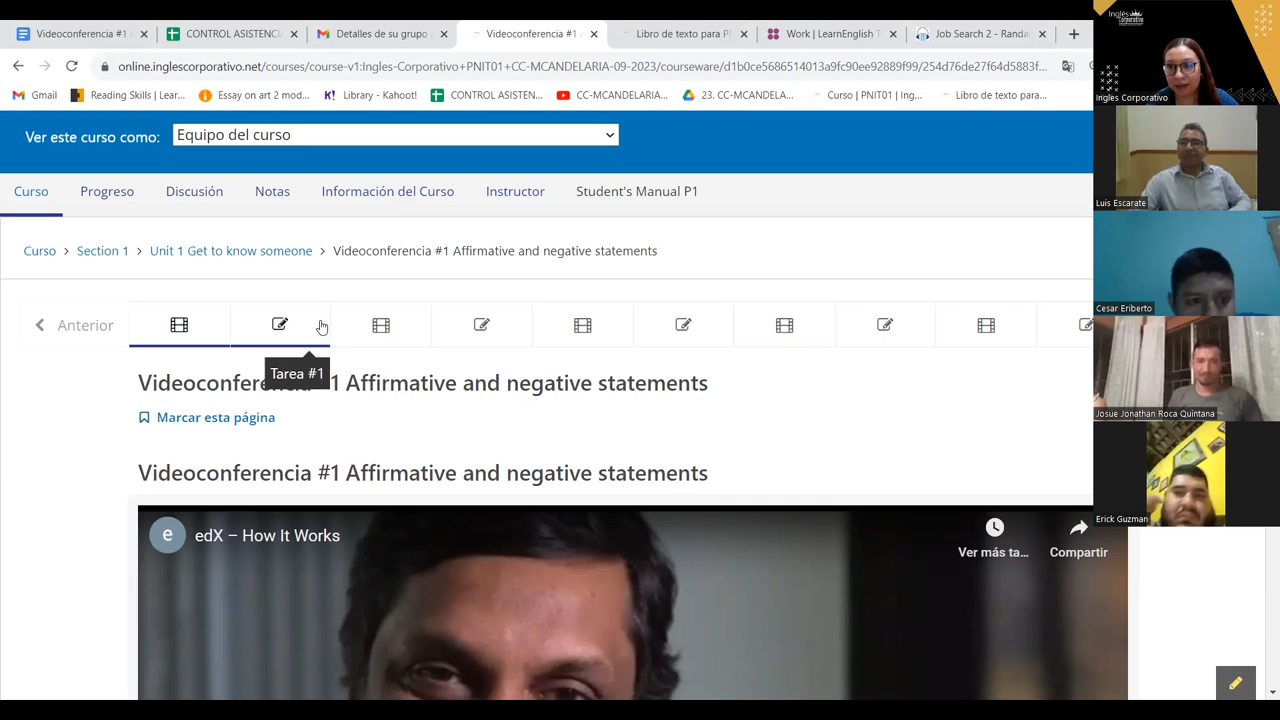 Videoconferencia #1
CONTROL ASISTENCI
Detalles de su grupo
Videoconferencia #1
Libro de texto para P
Work | LearnEnglish T
Job Search 2 - Randa
online.inglescorporativo.net/courses/course-v1:Ingles-Corporativo+PNIT01+CC-MCANDELARIA-09-2023/courseware/
Gmail
Reading Skills | Lear...
Essay on art 2 mod...
Library - Kahoot!
CONTROL ASISTEN...
CC-MCANDELARIA...
23. CC-MCANDELA...
Curso | PNIT01 | Ing...
Libro de texto para...
Ver este curso como:
Equipo del curso
Curso
Progreso
Discusión
Notas
Información del Curso
Instructor
Student's Manual P1
Curso > Section 1 > Unit 1 Get to know someone > Videoconferencia #1 Affirmative and negative statements
Anterior
Tarea #1
Videoconferencia #1 Affirmative and negative statements
Marcar esta página
Videoconferencia #1 Affirmative and negative statements
e
edX – How It Works
Ver más ta...
Compartir
Inglés
Corporativo
Ingles Corporativo
Luis Escarate
Cesar Eriberto
Josue Jonathan Roca Quintana
Erick Guzman